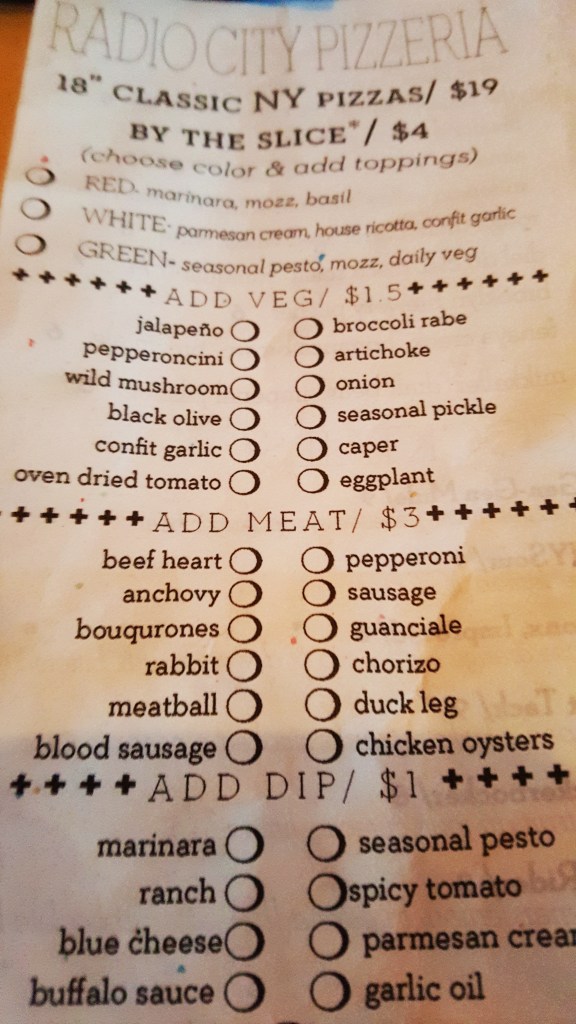 RADIO CITY PIZZERIA
18" CLASSIC NY PIZZAS/ $19
BY THE SLICE*/ $4
(choose color & add toppings)
RED- marinara, mozz, basil
WHITE- parmesan cream, house ricotta, confit garlic
GREEN- seasonal pesto, mozz, daily veg
++++++ADD VEG/ $1.5++++++
jalapeño broccoli rabe
pepperoncini artichoke
wild mushroom onion
black olive seasonal pickle
confit garlic caper
oven dried tomato eggplant
+++++ADD MEAT/ $3+++++
beef heart pepperoni
anchovy sausage
bouqurones guanciale
rabbit chorizo
meatball duck leg
blood sausage chicken oysters
++++ADD DIP/ $1 ++++
marinara seasonal pesto
ranch spicy tomato
blue cheese parmesan crea
buffalo sauce garlic oil